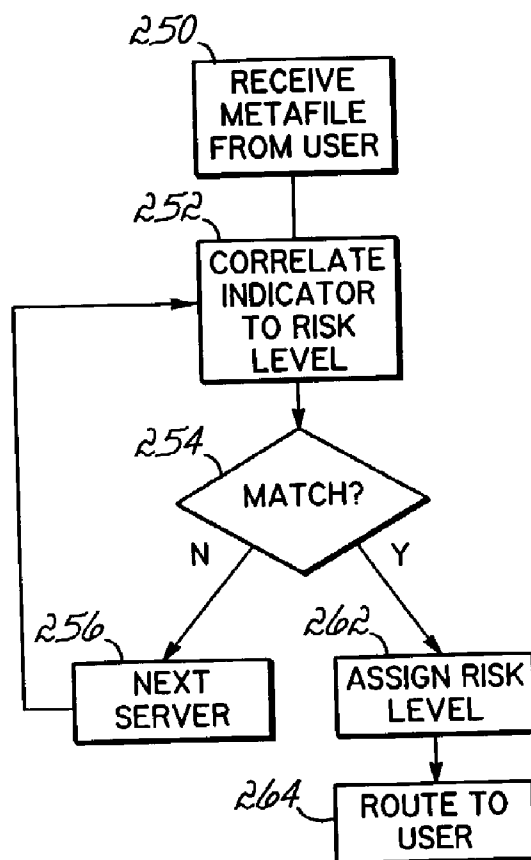 250
RECEIVE
METAFILE
FROM USER
252
CORRELATE
INDICATOR
TO RISK
LEVEL
254
MATCH?
N
Y
256
NEXT
SERVER
262
ASSIGN RISK
LEVEL
264
ROUTE TO
USER